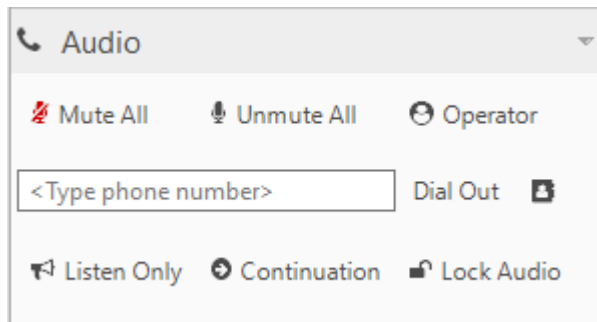 Audio
Mute All Unmute All Operator
<Type phone number> Dial Out
Listen Only Continuation Lock Audio